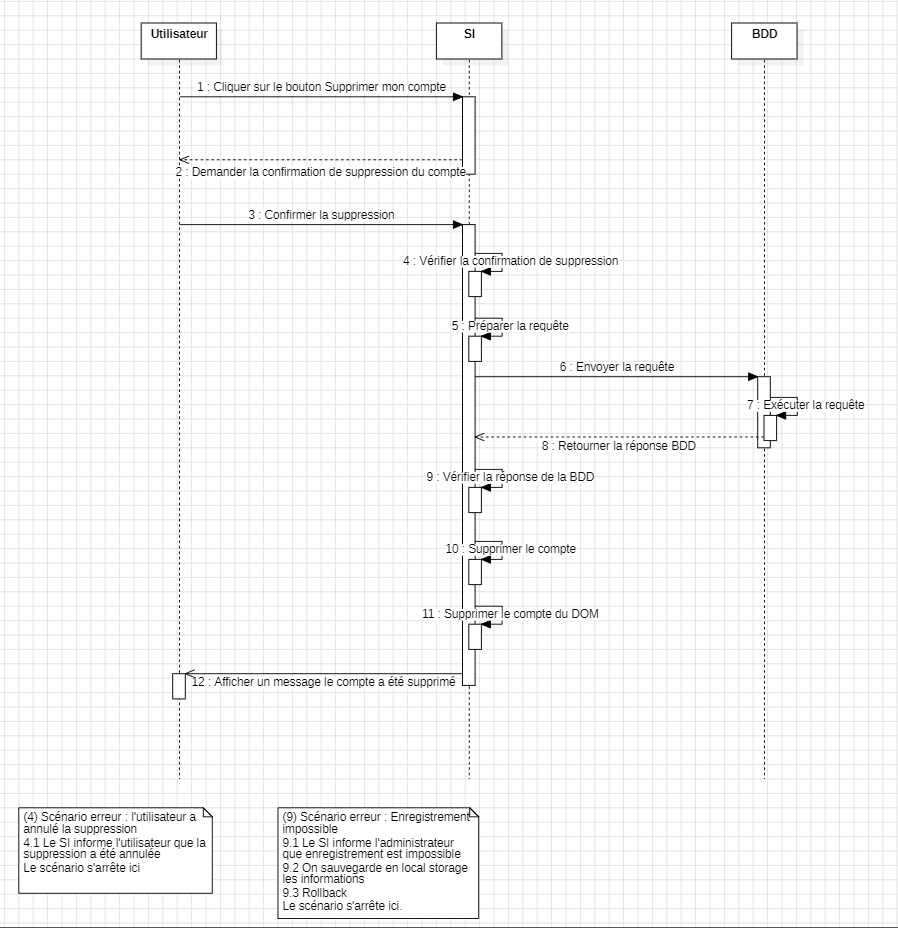 Utilisateur
SI
BDD
1 : Cliquer sur le bouton Supprimer mon compte
2 : Demander la confirmation de suppression du compte
3 : Confirmer la suppression
4 : Vérifier la confirmation de suppression
5 : Préparer la requête
6 : Envoyer la requête
7 : Exécuter la requête
8 : Retourner la réponse BDD
9 : Vérifier la réponse de la BDD
10 : Supprimer le compte
11 : Supprimer le compte du DOM
12 : Afficher un message le compte a été supprimé
(4) Scénario erreur : l'utilisateur a
annulé la suppression
4.1 Le SI informe l'utilisateur que la
suppression a été annulée
Le scénario s'arrête ici
(9) Scénario erreur : Enregistrement
impossible
9.1 Le SI informe l'administrateur
que enregistrement est impossible
9.2 On sauvegarde en local storage
les informations
9.3 Rollback
Le scénario s'arrête ici.